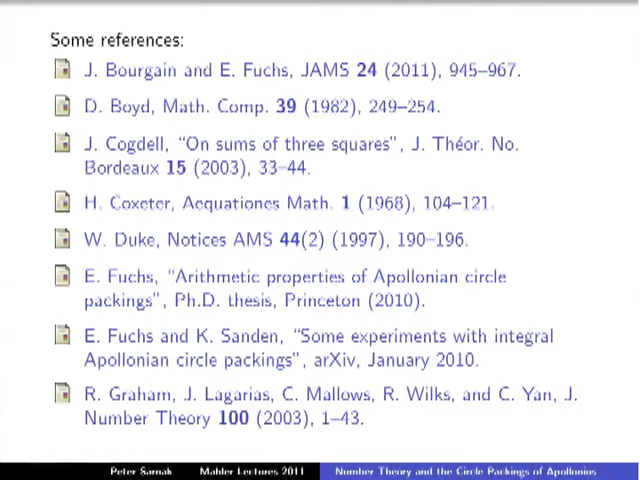 Some references:
J. Bourgain and E. Fuchs, JAMS 24 (2011), 945–967.
D. Boyd, Math. Comp. 39 (1982), 249–254.
J. Cogdell, “On sums of three squares”, J. Théor. No.
Bordeaux 15 (2003), 33–44.
H. Coxeter, Aequationes Math. 1 (1968), 104–121.
W. Duke, Notices AMS 44(2) (1997), 190–196.
E. Fuchs, “Arithmetic properties of Apollonian circle
packings”, Ph.D. thesis, Princeton (2010).
E. Fuchs and K. Sanden, “Some experiments with integral
Apollonian circle packings”, arXiv, January 2010.
R. Graham, J. Lagarias, C. Mallows, R. Wilks, and C. Yan, J.
Number Theory 100 (2003), 1–43.
Peter Sarnak Mahler Lectures 2011 Number Theory and the Circle Packings of Apollonius